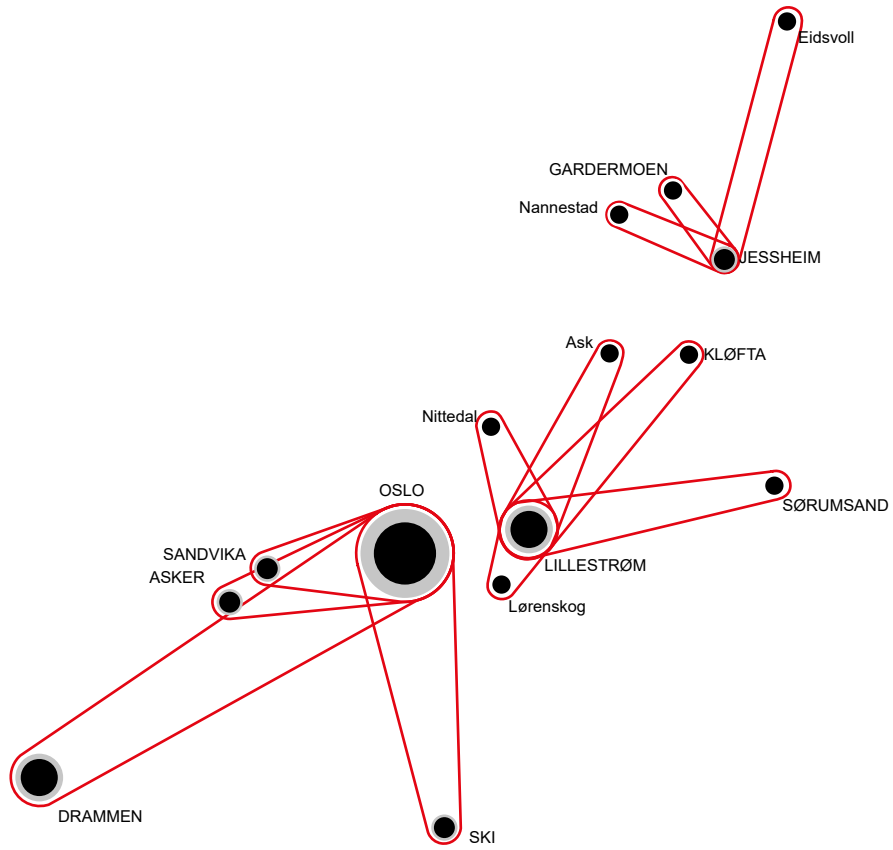 Eidsvoll
GARDERMOEN
Nannestad
JESSHEIM
Ask
KLØFTA
Nittedal
OSLO
SØRUMSAND
SANDVIKA
LILLESTRØM
ASKER
Lørenskog
DRAMMEN
SKI